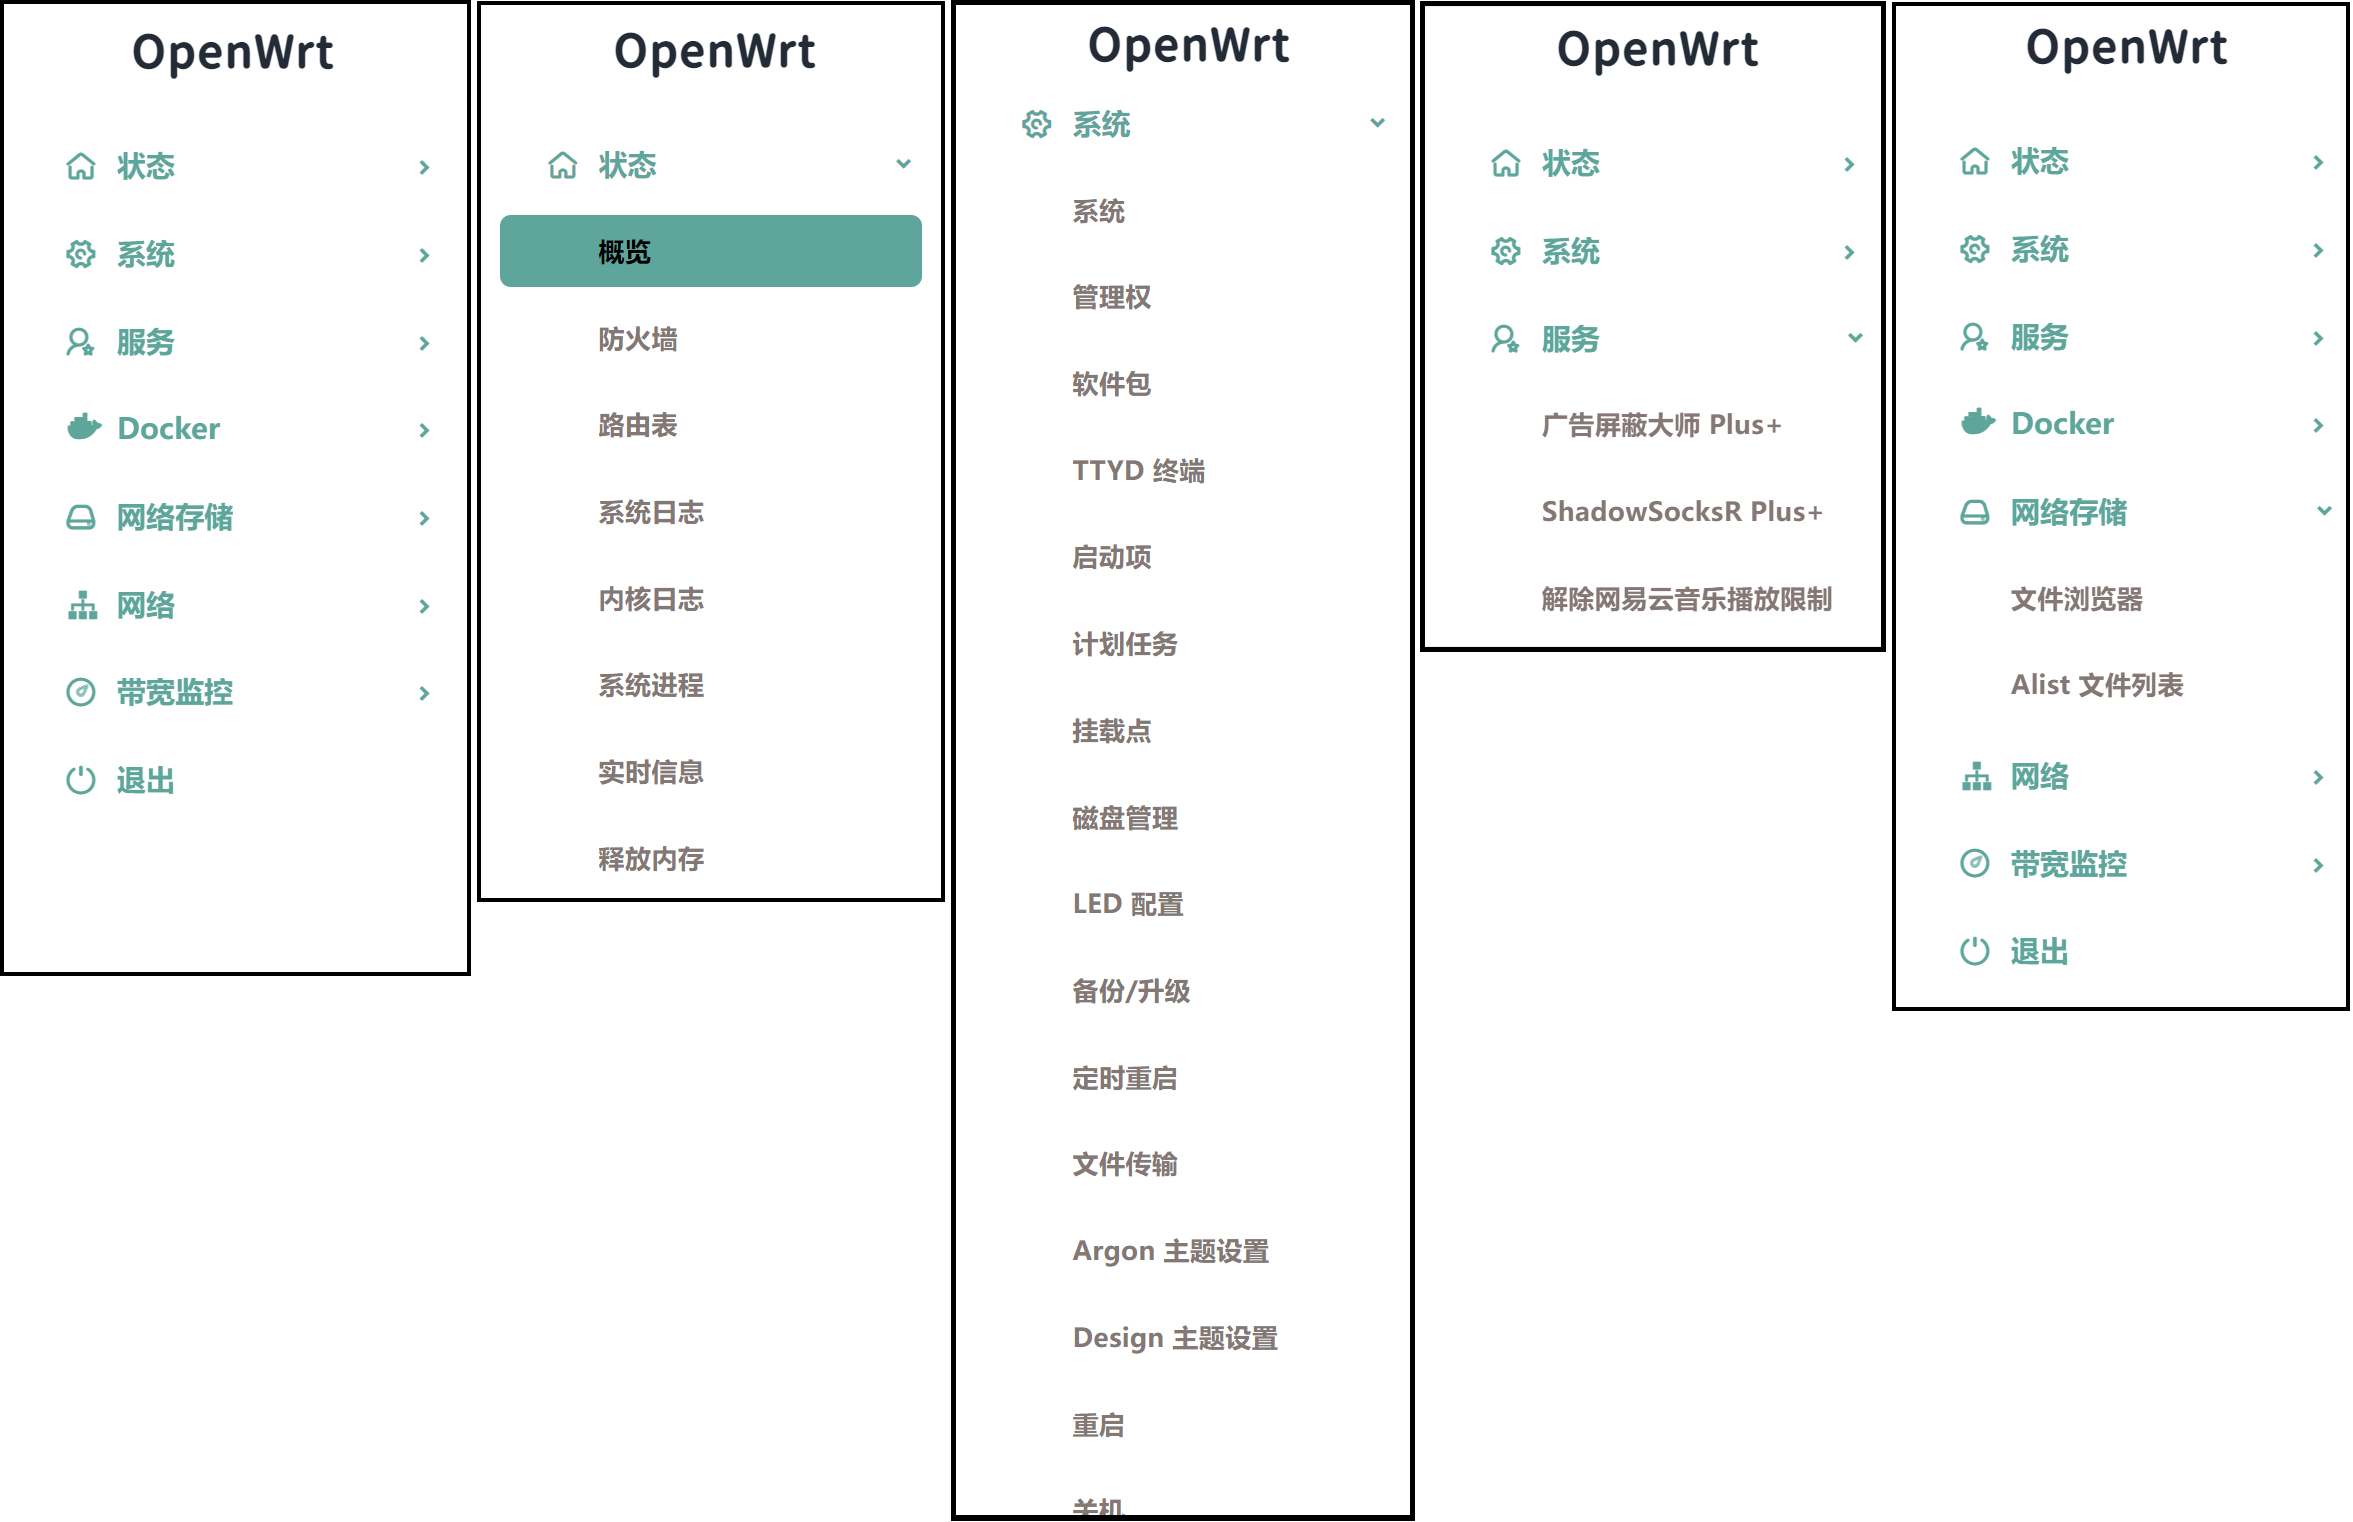 OpenWrt
状态
系统
服务
Docker
网络存储
网络
带宽监控
退出
OpenWrt
状态
概览
防火墙
路由表
系统日志
内核日志
系统进程
实时信息
释放内存
OpenWrt
系统
系统
管理权
软件包
TTYD 终端
启动项
计划任务
挂载点
磁盘管理
LED 配置
备份/升级
定时重启
文件传输
Argon 主题设置
Design 主题设置
重启
关机
OpenWrt
状态
系统
服务
广告屏蔽大师 Plus+
ShadowSocksR Plus+
解除网易云音乐播放限制
OpenWrt
状态
系统
服务
Docker
网络存储
文件浏览器
Alist 文件列表
网络
带宽监控
退出